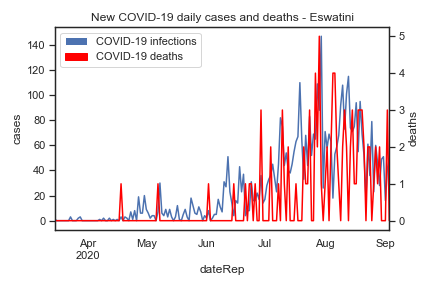 New COVID-19 daily cases and deaths - Eswatini
COVID-19 infections
COVID-19 deaths
cases
140
120
100
80
60
40
20
0
deaths
5
4
3
2
1
0
Apr May Jun Jul Aug Sep
2020
dateRep